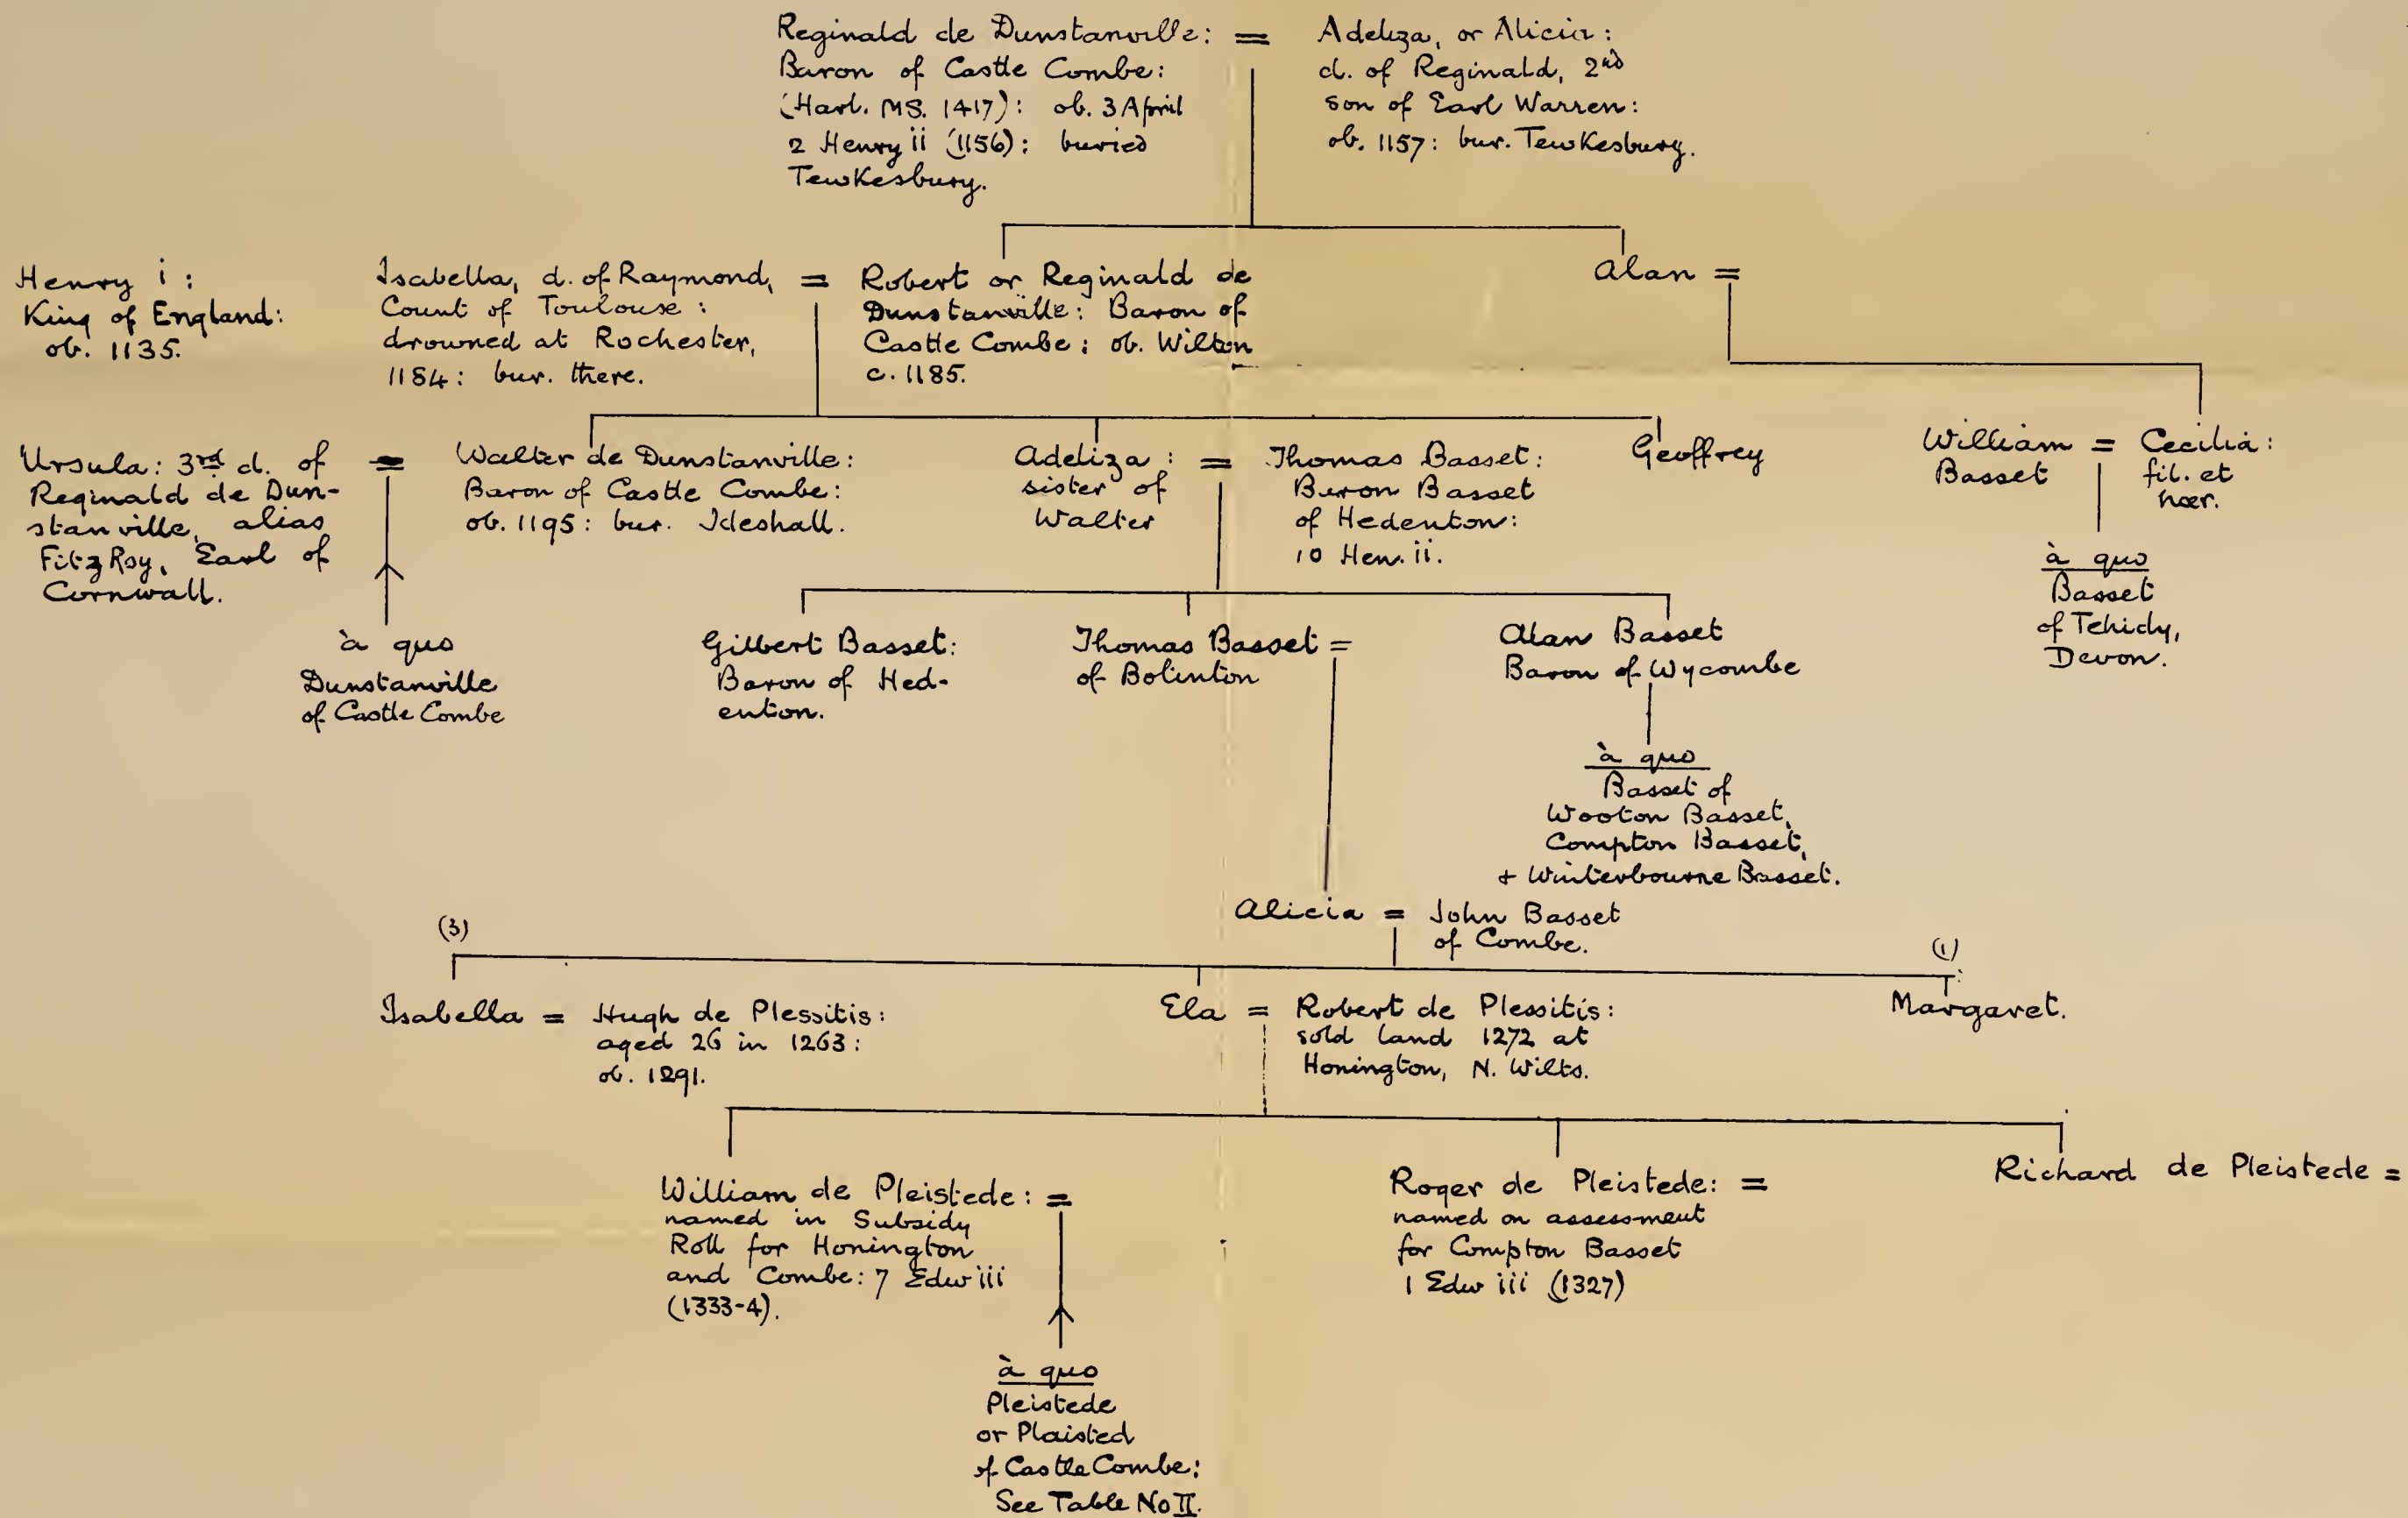 Reginald de Dunstanville: =
Baron of Castle Combe:
(Harl. MS. 1417): ob. 3 April
2 Henry ii (1156): buried
Tewkesbury.
Adeliza, or Alicia:
d. of Reginald, 2nd
son of Earl Warren:
ob. 1157: bur. Tewkesbury.
Henry i:
King of England:
ob. 1135.
Isabella, d. of Raymond, =
Count of Toulouse:
drowned at Rochester,
1184: bur. there.
Robert or Reginald de
Dunstanville: Baron of
Castle Combe: ob. Wilton
c. 1185.
Alan =
Ursula: 3rd d. of =
Reginald de Dun-
stanville, alias
FitzRoy, Earl of
Cornwall.
Walter de Dunstanville:
Baron of Castle Combe:
ob. 1195: bur. Ideshall.
Adeliza: =
sister of
Walter
Thomas Basset:
Baron Basset
of Hedenton:
10 Hen. ii.
Geoffrey
William =
Basset
Cecilia:
fil. et
hær.
à quo
Dunstanville
of Castle Combe
Gilbert Basset:
Baron of Hed-
enton.
Thomas Basset =
of Bolinton
Alan Basset
Baron of Wycombe
à quo
Basset
of Tehidy,
Devon.
à quo
Basset of
Wooton Basset,
Compton Basset,
+ Winterbourne Basset.
Alicia = John Basset
of Combe.
(3)
(1)
Isabella = Hugh de Plessitis:
aged 26 in 1263:
ob. 1291.
Ela = Robert de Plessitis:
sold land 1272 at
Honington, N. Wilts.
Margaret.
William de Pleistede: =
named in Subsidy
Roll for Honington
and Combe: 7 Edw iii
(1333-4).
Roger de Pleistede: =
named on assessment
for Compton Basset
1 Edw iii (1327)
Richard de Pleistede =
à quo
Pleistede
or Plaisted
of Castle Combe:
See Table No II.